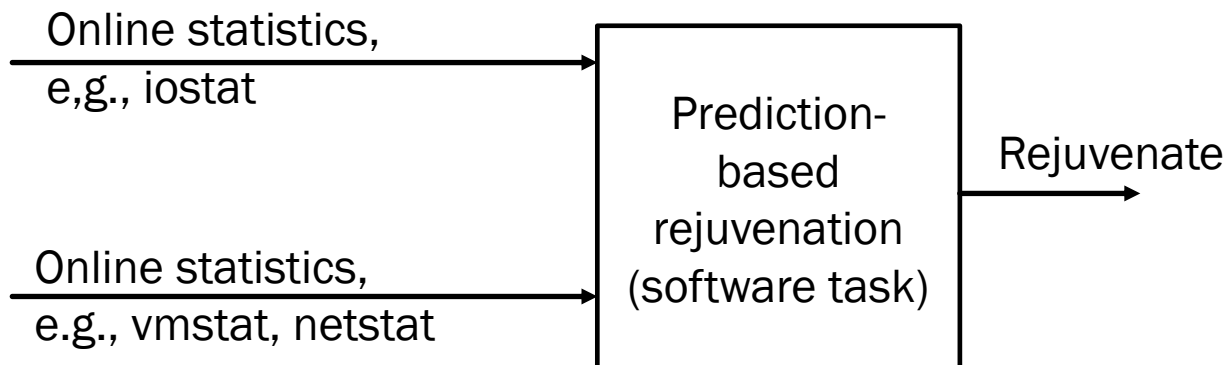 Online statistics,
e,g., iostat
Prediction-
based
rejuvenation
(software task)
Rejuvenate
Online statistics,
e.g., vmstat, netstat